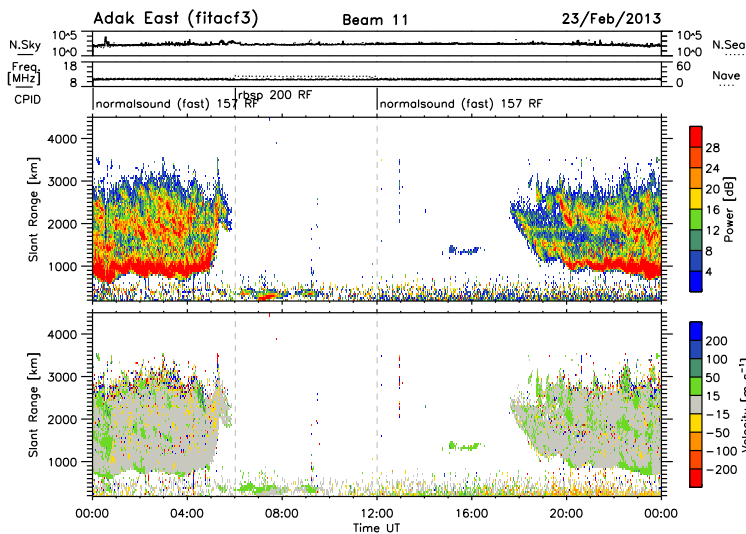 Adak East (fitacf3) Beam 11 23/Feb/2013
N.Sky 10^5 10^0 10^5 10^0 N.Sea
Freq. [MHz] 18 8 60 0 Nave
CPID normalsound (fast) 157 RF rbsp 200 RF normalsound (fast) 157 RF
Slant Range [km] 4000 3000 2000 1000
28 24 20 16 12 8 4 Power [dB]
Slant Range [km] 4000 3000 2000 1000
200 100 50 15 -15 -50 -100 -200 Velocity [m s^-1]
00:00 04:00 08:00 12:00 16:00 20:00 00:00
Time UT